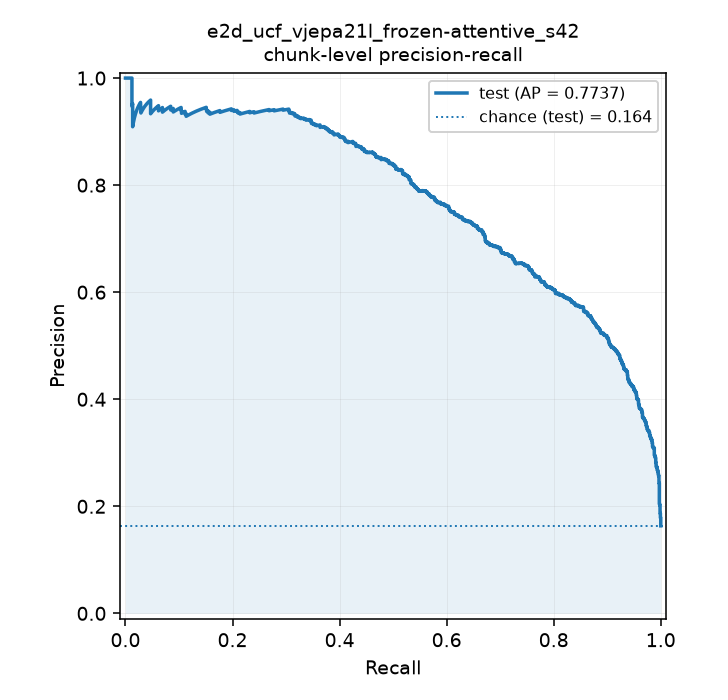 e2d_ucf_vjepa21l_frozen-attentive_s42
chunk-level precision-recall
test (AP = 0.7737)
chance (test) = 0.164
Precision
1.0
0.8
0.6
0.4
0.2
0.0
0.0 0.2 0.4 0.6 0.8 1.0
Recall